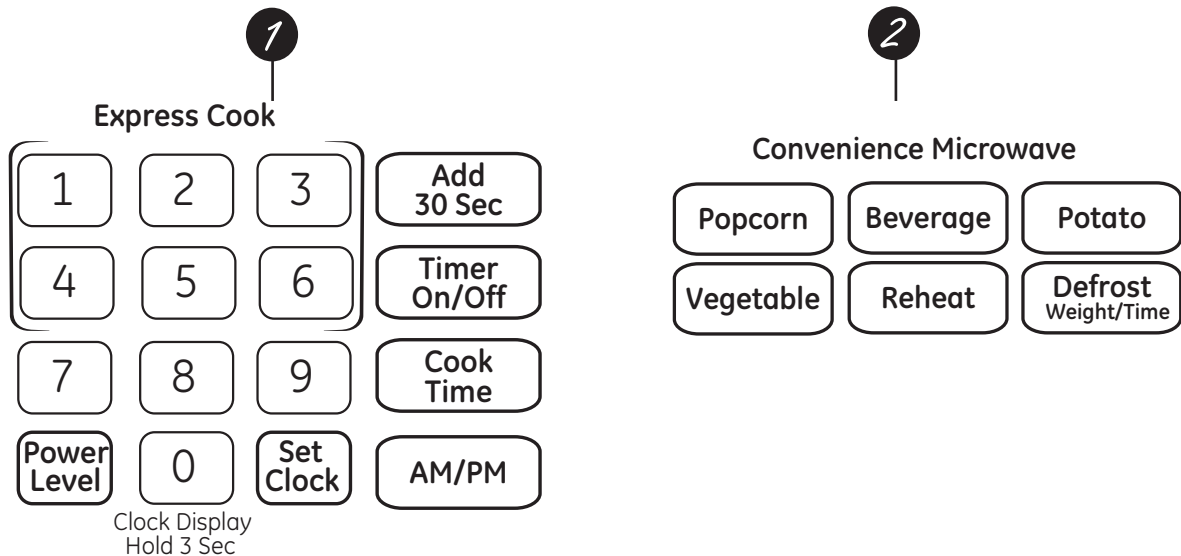 1
Express Cook
1
2
3
Add
30 Sec
4
5
6
Timer
On/Off
7
8
9
Cook
Time
Power
Level
0
Set
Clock
AM/PM
Clock Display
Hold 3 Sec
2
Convenience Microwave
Popcorn
Beverage
Potato
Vegetable
Reheat
Defrost
Weight/Time